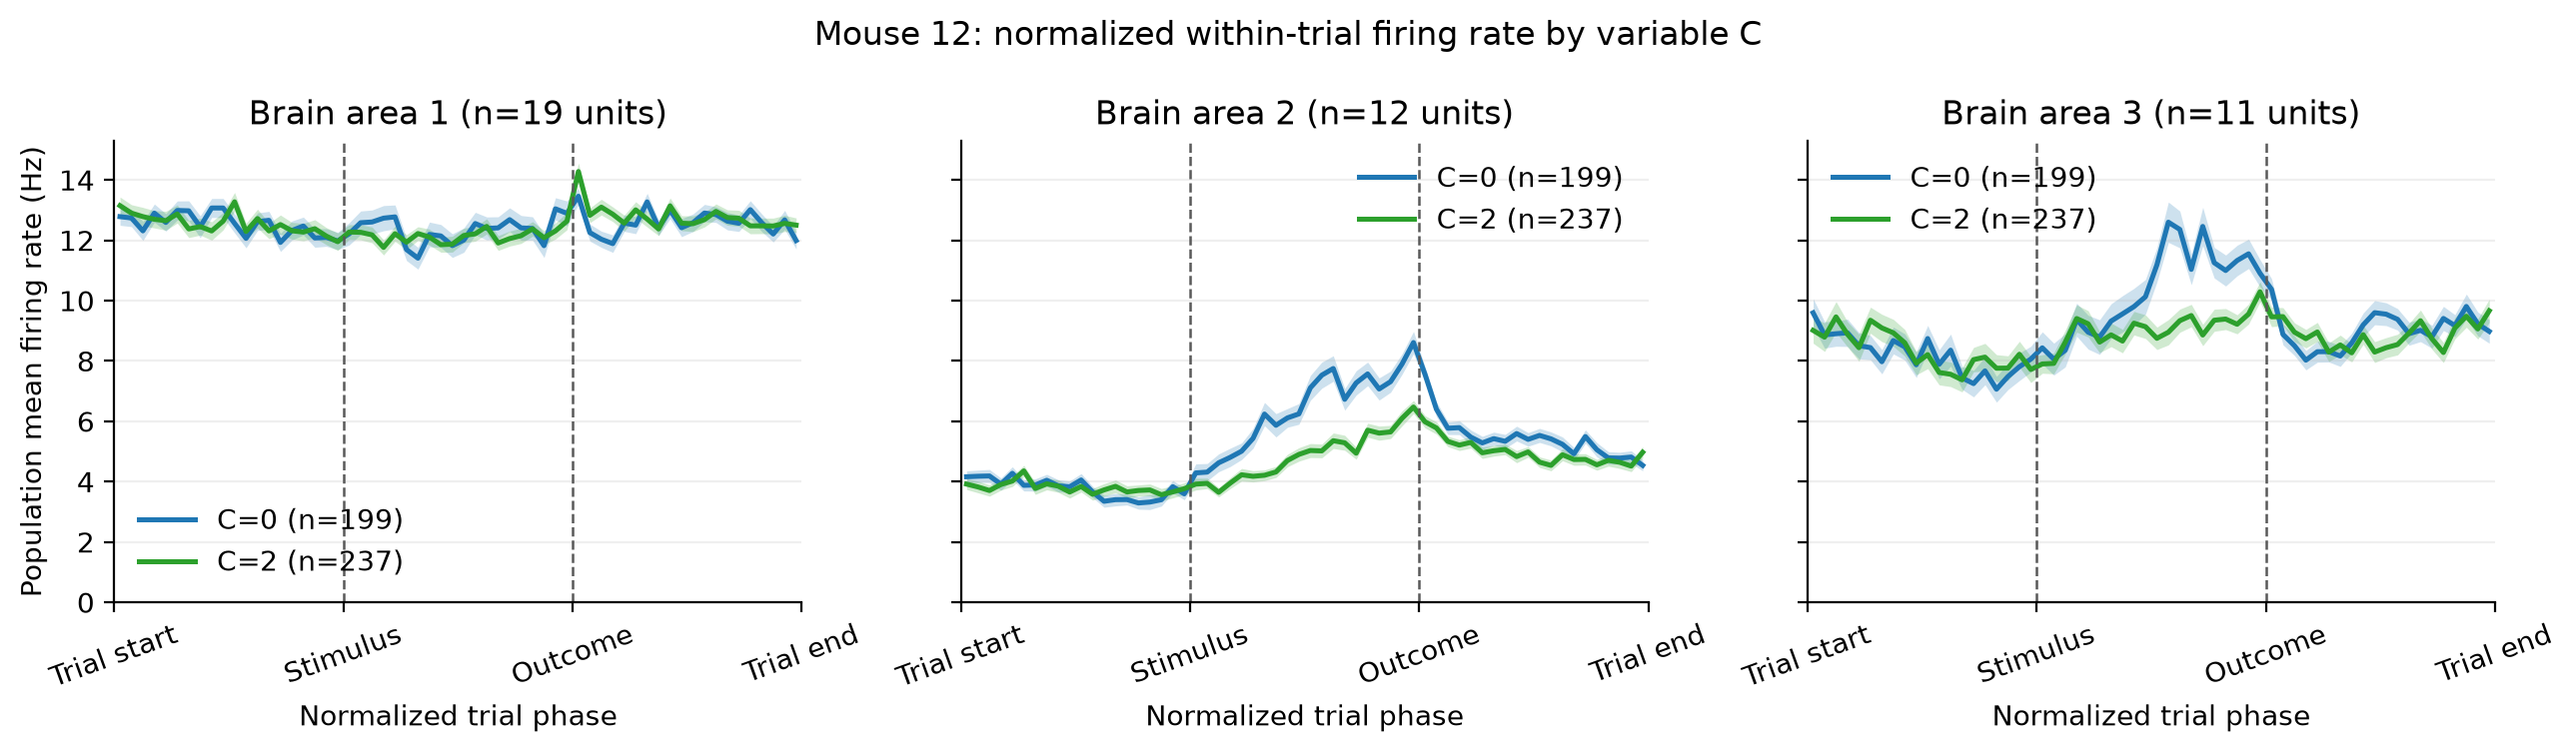 Mouse 12: normalized within-trial firing rate by variable C
Brain area 1 (n=19 units)
Population mean firing rate (Hz)
14
12
10
8
6
4
2
0
C=0 (n=199)
C=2 (n=237)
Trial start
Stimulus
Outcome
Trial end
Normalized trial phase
Brain area 2 (n=12 units)
C=0 (n=199)
C=2 (n=237)
Trial start
Stimulus
Outcome
Trial end
Normalized trial phase
Brain area 3 (n=11 units)
C=0 (n=199)
C=2 (n=237)
Trial start
Stimulus
Outcome
Trial end
Normalized trial phase